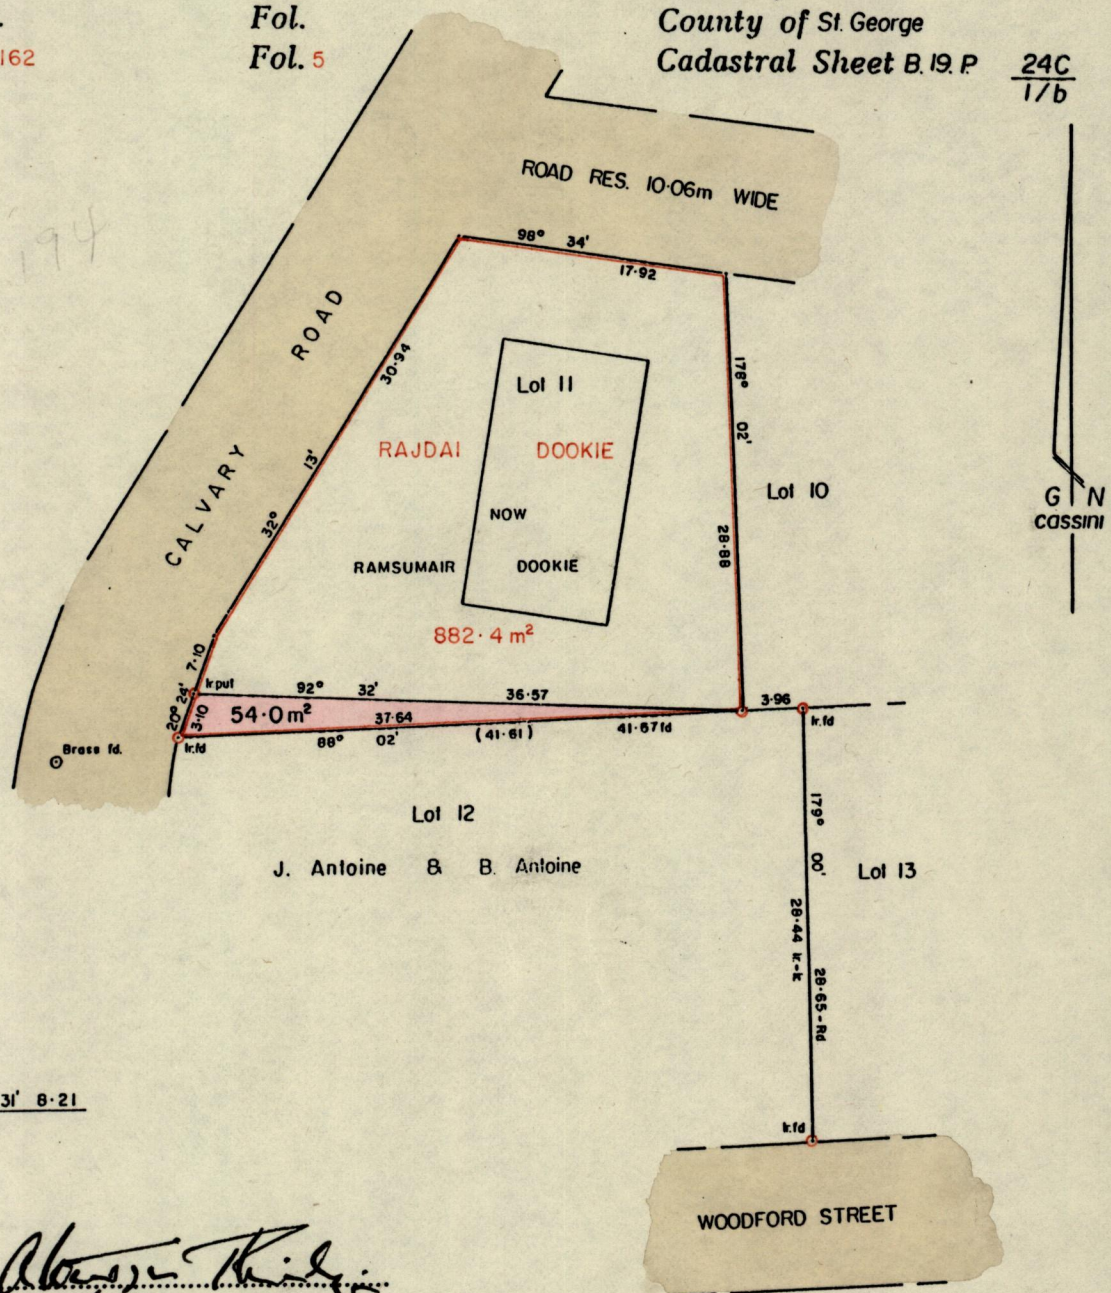 Fol.
County of St. George
162
Fol. 5
Cadastral Sheet B. 19. P. 24C
1/b
194
ROAD RES. 10·06m WIDE
98° 34'
17·92
CALVARY ROAD
32° 13' 30·94
Lot 11
178° 02'
28·88
RAJDAI DOOKIE
Lot 10
G N
cassini
NOW
RAMSUMAIR DOOKIE
882·4 m²
7·10
20° 24'
3·10
Ir put
92° 32' 36·57
3·96
54·0 m²
37·64
Ir.fd
88° 02' (41·61) 41·67fd
Ir.fd
Brass fd.
Lot 12
179° 00'
J. Antoine & B. Antoine
Lot 13
28·44 Ir-Ir
28·65-Rd
31' 8·21
Ir.fd
WOODFORD STREET